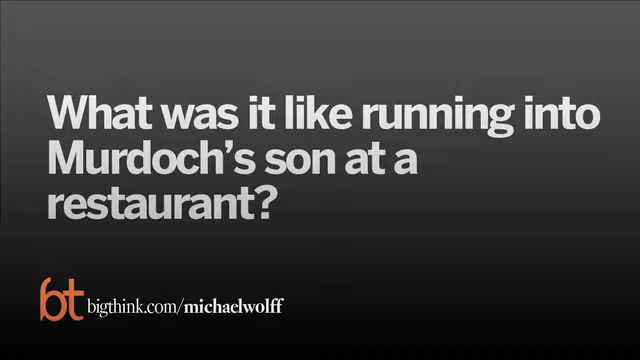 What was it like running into
Murdoch's son at a
restaurant?
bt bigthink.com/michaelwolff